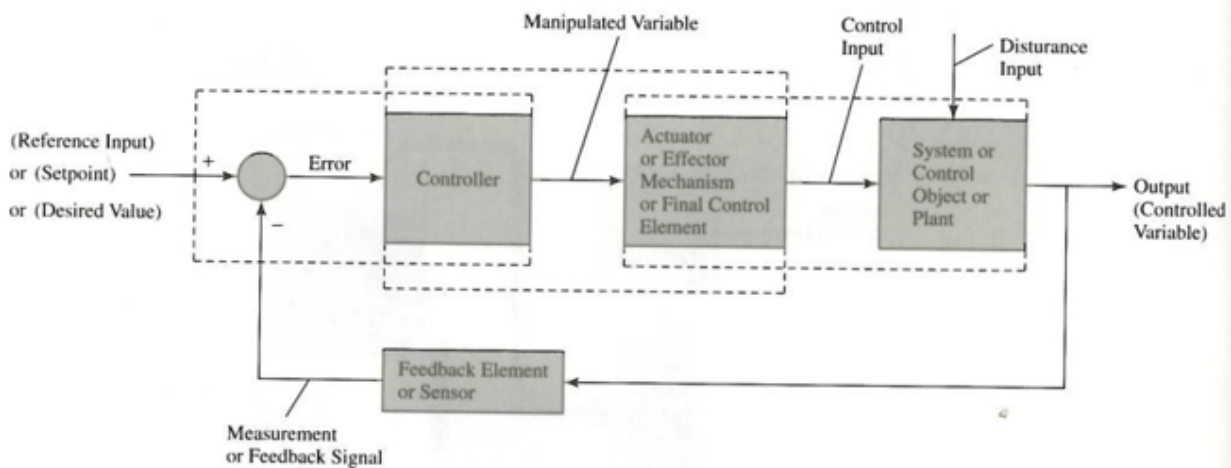 Manipulated Variable
Control
Input
Disturance
Input
(Reference Input)
or (Setpoint)
or (Desired Value)
+
−
Error
Controller
Actuator
or Effector
Mechanism
or Final Control
Element
System or
Control
Object or
Plant
Output
(Controlled
Variable)
Feedback Element
or Sensor
Measurement
or Feedback Signal